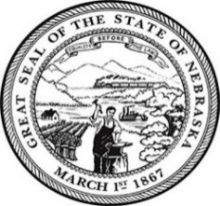 GREAT SEAL OF THE STATE OF NEBRASKA
EQUALITY BEFORE THE LAW
MARCH 1ST 1867